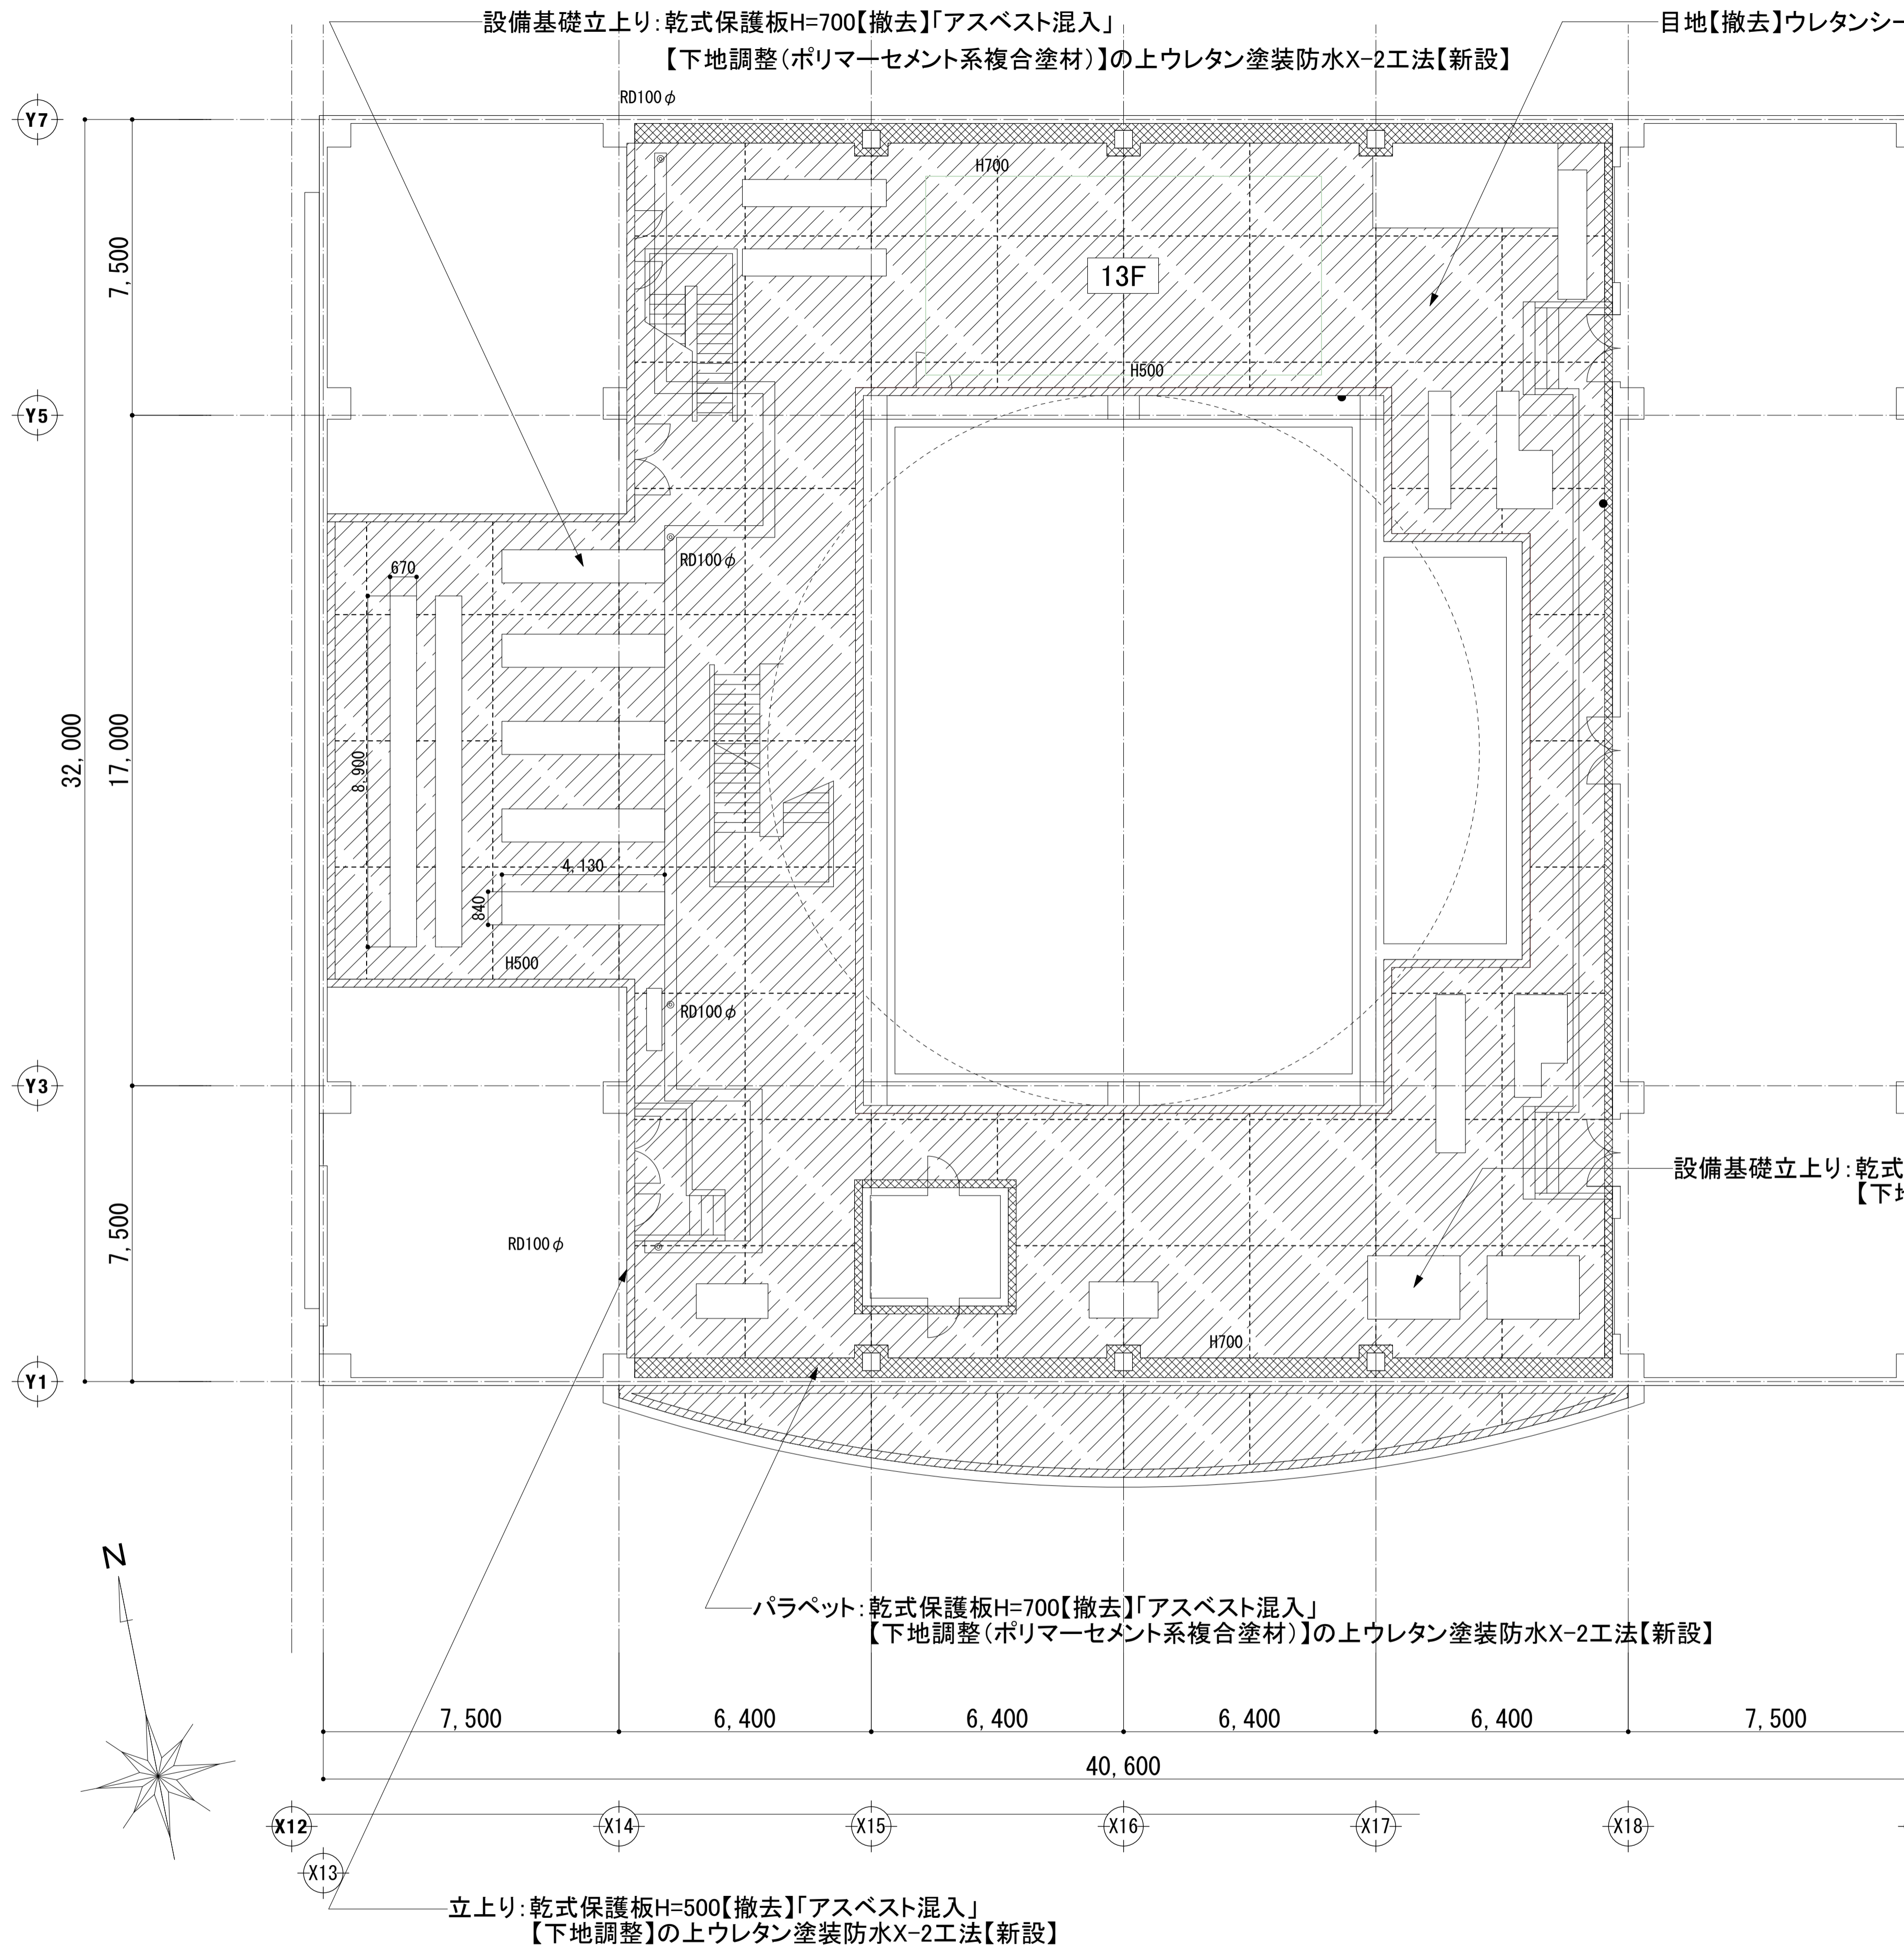 設備基礎立上り：乾式保護板H=700【撤去】「アスベスト混入」
【下地調整（ポリマーセメント系複合塗材）】の上ウレタン塗装防水X-2工法【新設】
目地【撤去】ウレタンシー
RD100φ
Y7
H700
7,500
13F
H500
Y5
RD100φ
670
32,000
17,000
8,900
4,130
840
H500
RD100φ
Y3
設備基礎立上り：乾式
【下地
7,500
RD100φ
H700
Y1
N
パラペット：乾式保護板H=700【撤去】「アスベスト混入」
【下地調整（ポリマーセメント系複合塗材）】の上ウレタン塗装防水X-2工法【新設】
7,500
6,400
6,400
6,400
6,400
7,500
40,600
X12
X14
X15
X16
X17
X18
X13
立上り：乾式保護板H=500【撤去】「アスベスト混入」
【下地調整】の上ウレタン塗装防水X-2工法【新設】